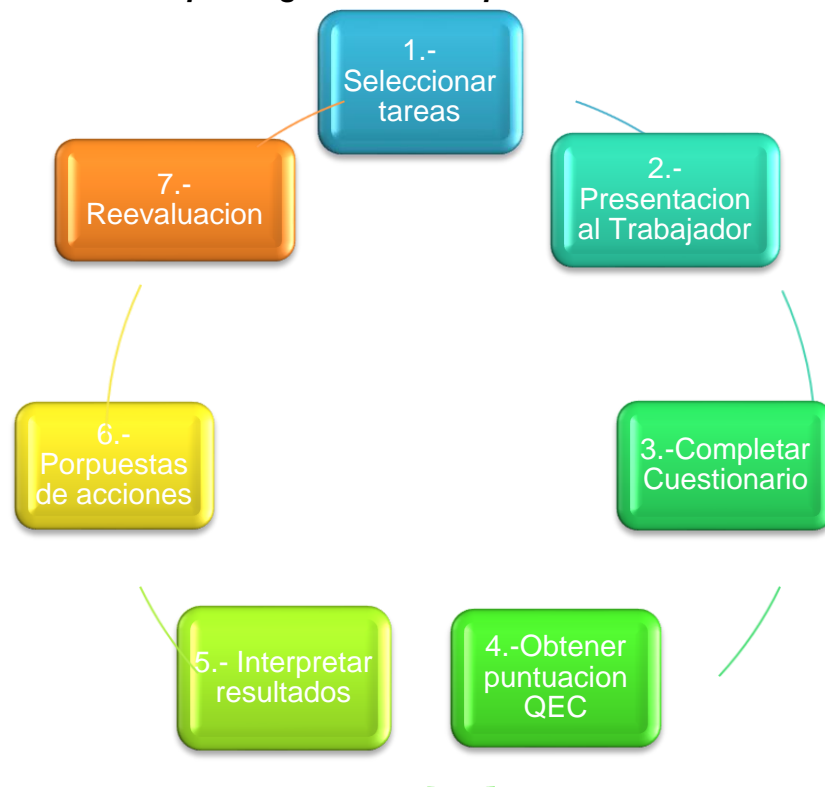 1.-
Seleccionar
tareas
2.-
Presentacion
al Trabajador
3.-Completar
Cuestionario
4.-Obtener
puntuacion
QEC
5.- Interpretar
resultados
6.-
Porpuestas
de acciones
7.-
Reevaluacion